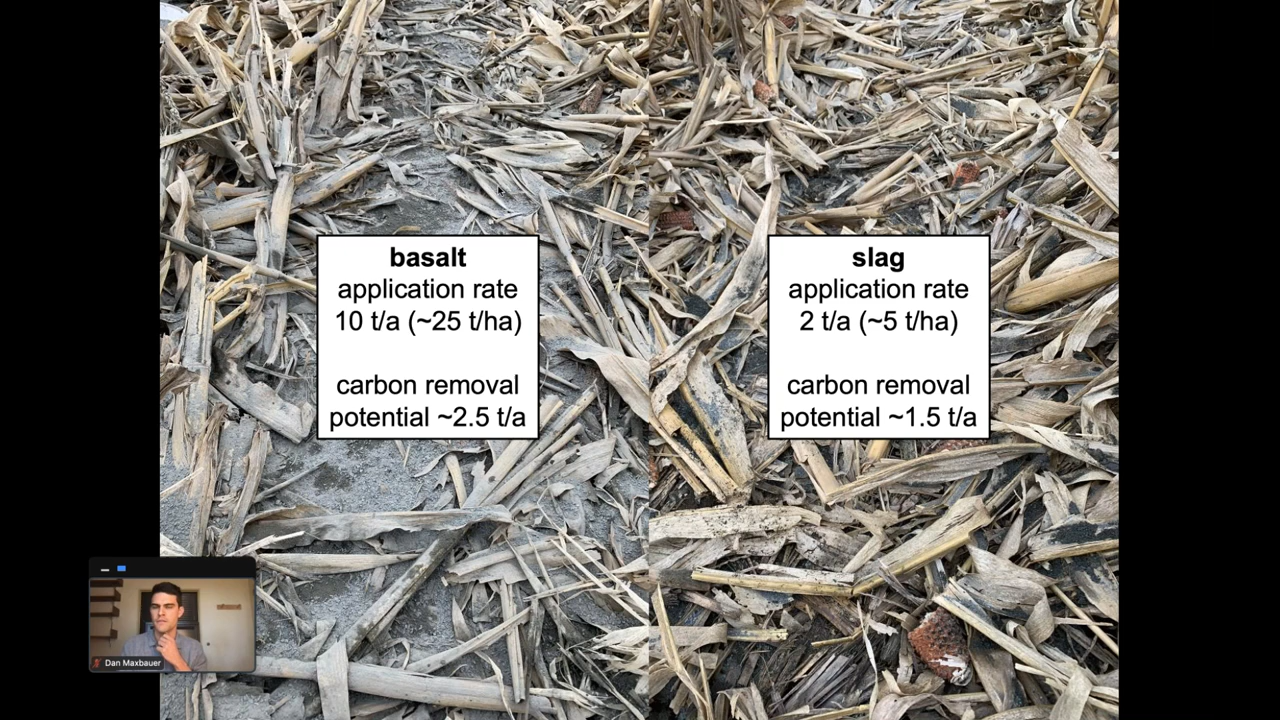 basalt
application rate
10 t/a (~25 t/ha)
carbon removal
potential ~2.5 t/a
slag
application rate
2 t/a (~5 t/ha)
carbon removal
potential ~1.5 t/a
Dan Maxbauer